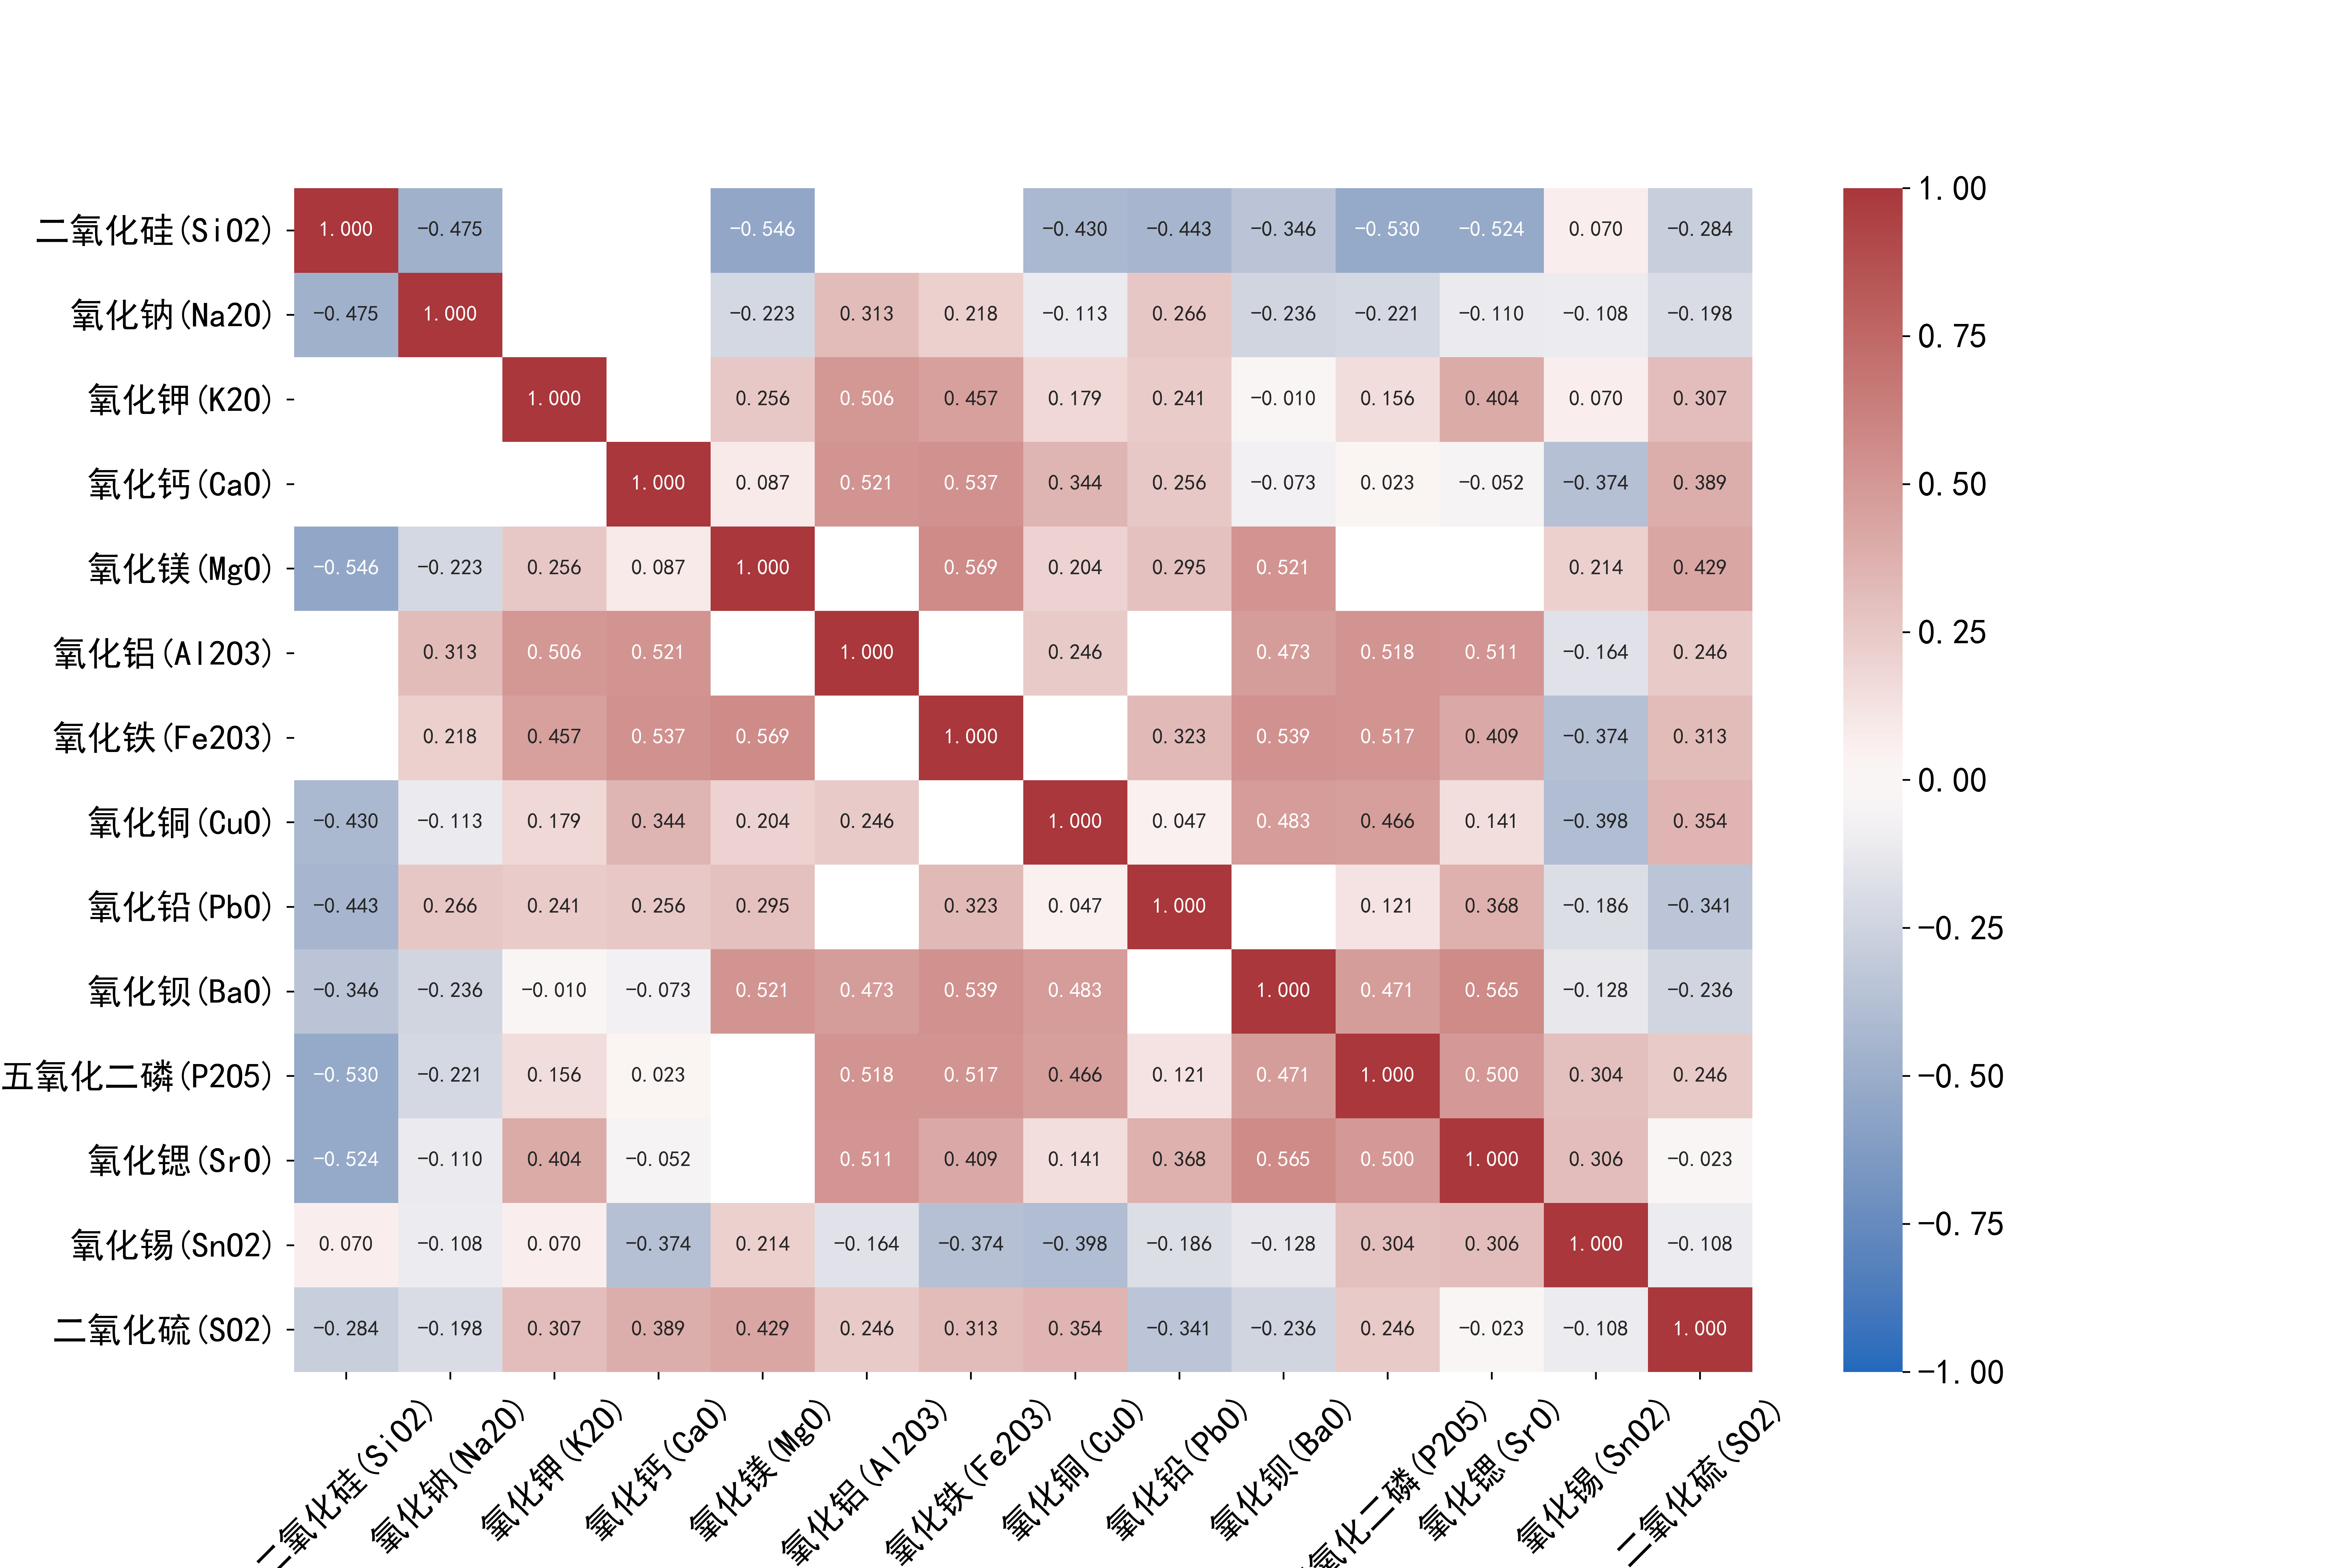 二氧化硅(SiO2) 1.000 −0.475 −0.546 −0.430 −0.443 −0.346 −0.530 −0.524 0.070 −0.284
氧化钠(Na2O) −0.475 1.000 −0.223 0.313 0.218 −0.113 0.266 −0.236 −0.221 −0.110 −0.108 −0.198
氧化钾(K2O) 1.000 0.256 0.506 0.457 0.179 0.241 −0.010 0.156 0.404 0.070 0.307
氧化钙(CaO) 1.000 0.087 0.521 0.537 0.344 0.256 −0.073 0.023 −0.052 −0.374 0.389
氧化镁(MgO) −0.546 −0.223 0.256 0.087 1.000 0.569 0.204 0.295 0.521 0.214 0.429
氧化铝(Al2O3) 0.313 0.506 0.521 1.000 0.246 0.473 0.518 0.511 −0.164 0.246
氧化铁(Fe2O3) 0.218 0.457 0.537 0.569 1.000 0.323 0.539 0.517 0.409 −0.374 0.313
氧化铜(CuO) −0.430 −0.113 0.179 0.344 0.204 0.246 1.000 0.047 0.483 0.466 0.141 −0.398 0.354
氧化铅(PbO) −0.443 0.266 0.241 0.256 0.295 0.323 0.047 1.000 0.121 0.368 −0.186 −0.341
氧化钡(BaO) −0.346 −0.236 −0.010 −0.073 0.521 0.473 0.539 0.483 1.000 0.471 0.565 −0.128 −0.236
五氧化二磷(P2O5) −0.530 −0.221 0.156 0.023 0.518 0.517 0.466 0.121 0.471 1.000 0.500 0.304 0.246
氧化锶(SrO) −0.524 −0.110 0.404 −0.052 0.511 0.409 0.141 0.368 0.565 0.500 1.000 0.306 −0.023
氧化锡(SnO2) 0.070 −0.108 0.070 −0.374 0.214 −0.164 −0.374 −0.398 −0.186 −0.128 0.304 0.306 1.000 −0.108
二氧化硫(SO2) −0.284 −0.198 0.307 0.389 0.429 0.246 0.313 0.354 −0.341 −0.236 0.246 −0.023 −0.108 1.000
二氧化硅(SiO2)
氧化钠(Na2O)
氧化钾(K2O)
氧化钙(CaO)
氧化镁(MgO)
氧化铝(Al2O3)
氧化铁(Fe2O3)
氧化铜(CuO)
氧化铅(PbO)
氧化钡(BaO)
氧化二磷(P2O5)
氧化锶(SrO)
氧化锡(SnO2)
二氧化硫(SO2)
1.00
0.75
0.50
0.25
0.00
−0.25
−0.50
−0.75
−1.00